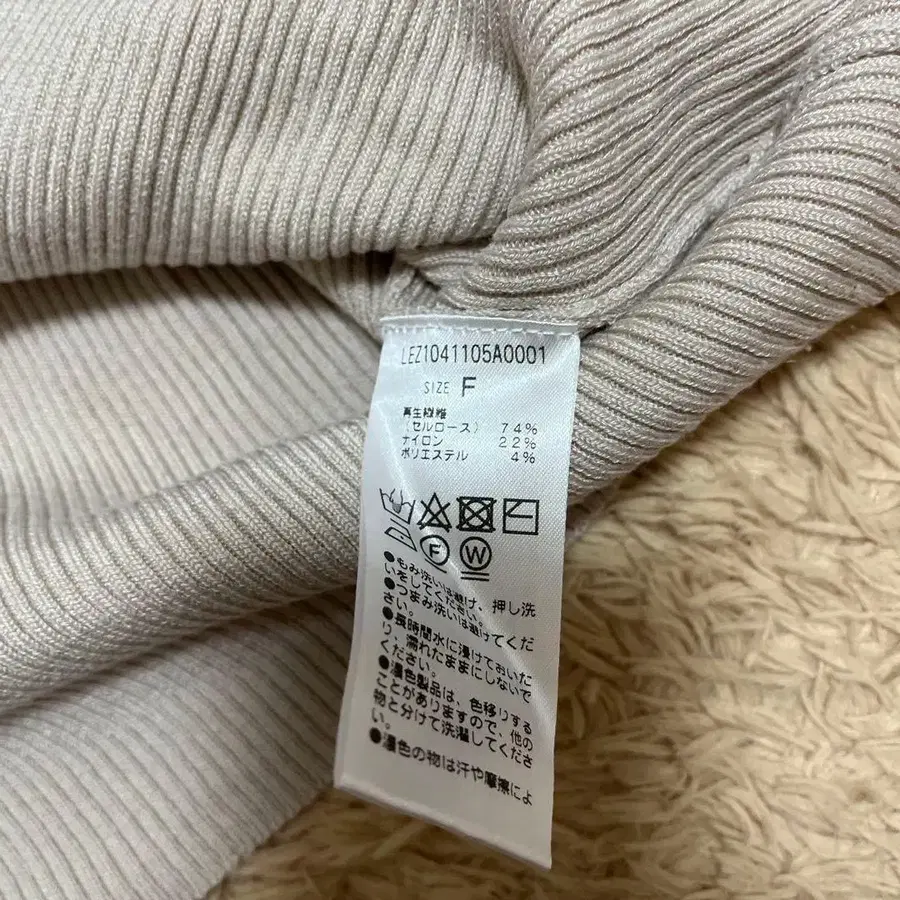 LEZ1041105A0001
SIZE F
再生繊維
(セルロース) 74%
ナイロン 22%
ポリエステル 4%
F W
●もみ洗いは避け、押し洗
いをしてください。
●つまみ洗いは避けてくだ
さい。
●長時間水に浸けておいた
り、濡れたままにしないで
ください。
●濃色製品は、色移りする
ことがありますので、他の
物と分けて洗濯してくださ
い。
●濃色の物は汗や摩擦によ